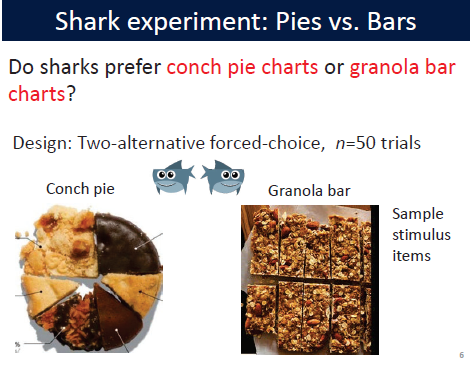 Shark experiment: Pies vs. Bars
Do sharks prefer conch pie charts or granola bar
charts?
Design: Two-alternative forced-choice, n=50 trials
Conch pie
Granola bar
Sample
stimulus
items
%
6